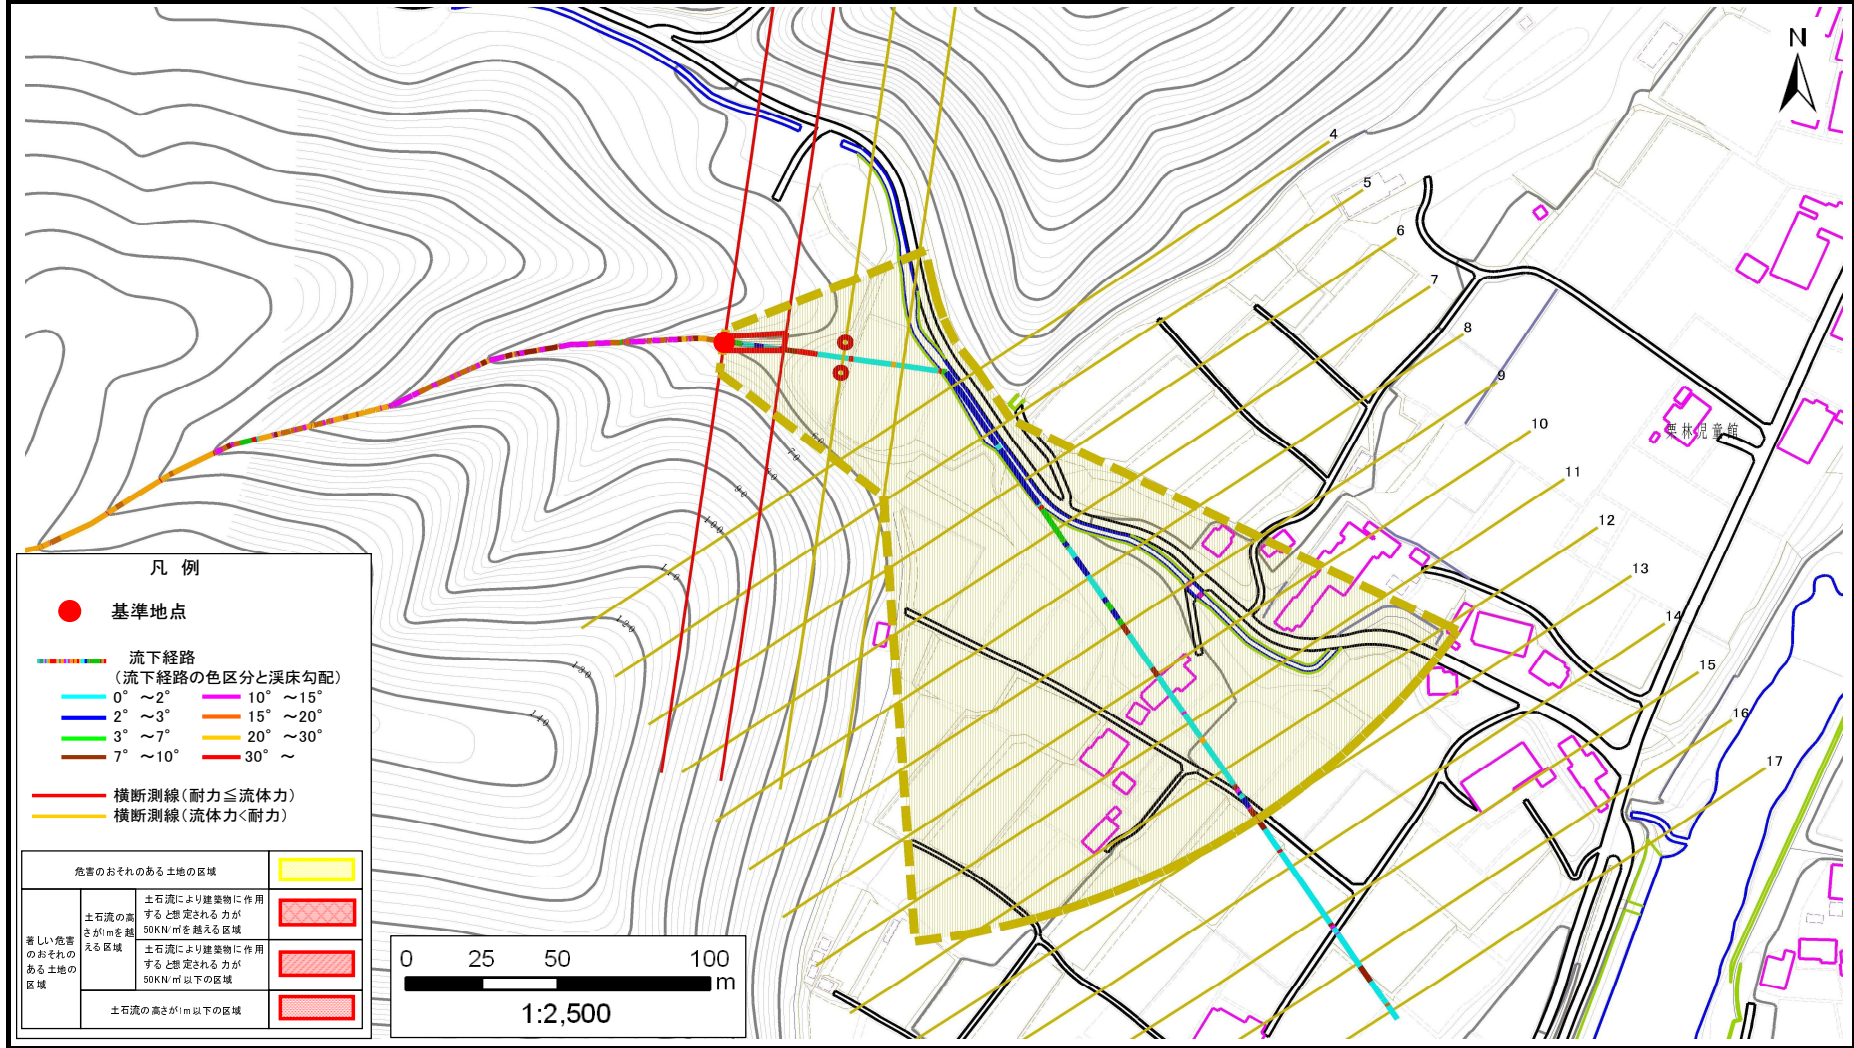 N
4
5
6
7
8
9
10
11
12
13
14
15
16
17
栗林児童館
60
70
80
90
100
110
120
130
140
凡 例
基準地点
流下経路
(流下経路の色区分と渓床勾配)
0° ～2° 10° ～15°
2° ～3° 15° ～20°
3° ～7° 20° ～30°
7° ～10° 30° ～
横断測線(耐力≦流体力)
横断測線(流体力<耐力)
危害のおそれのある土地の区域
著しい危害
のおそれの
ある土地の
区域
土石流の高
さが1mを越
える区域
土石流により建築物に作用
すると想定される力が
50KN/㎡を越える区域
土石流により建築物に作用
すると想定される力が
50KN/㎡以下の区域
土石流の高さが1m以下の区域
0 25 50 100
m
1:2,500